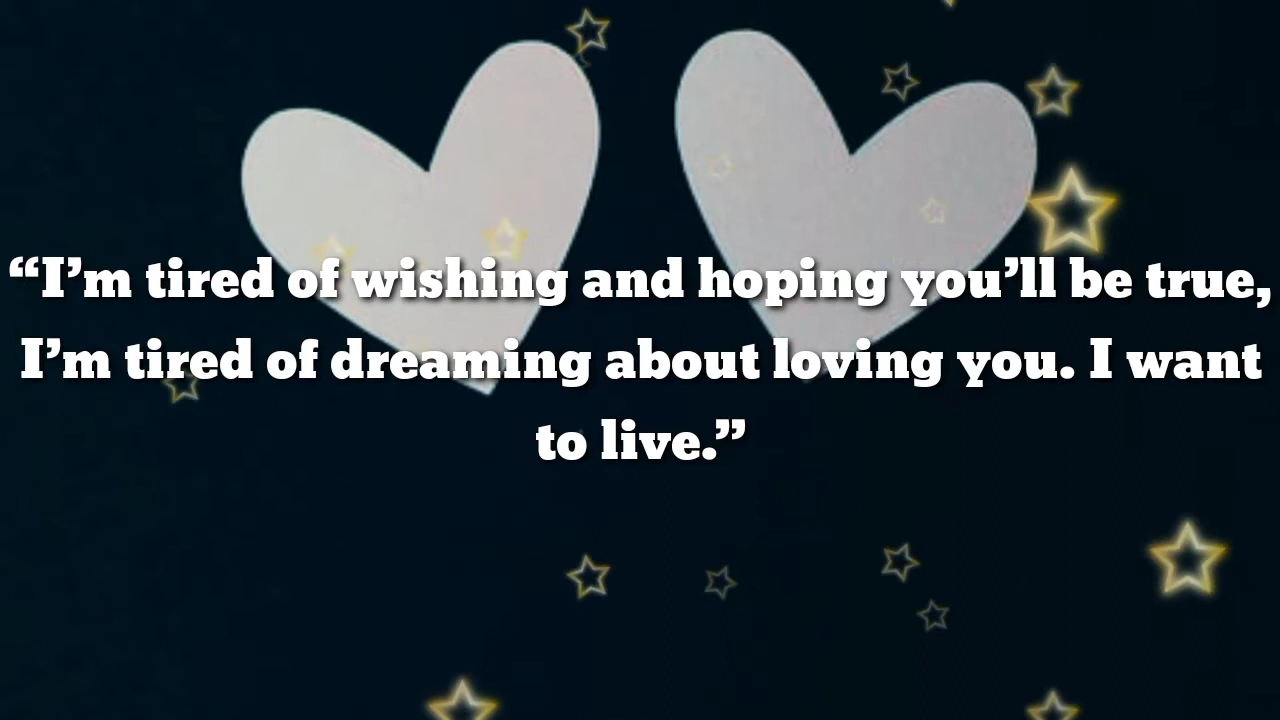 “I’m tired of wishing and hoping you’ll be true,
I’m tired of dreaming about loving you. I want
to live.”